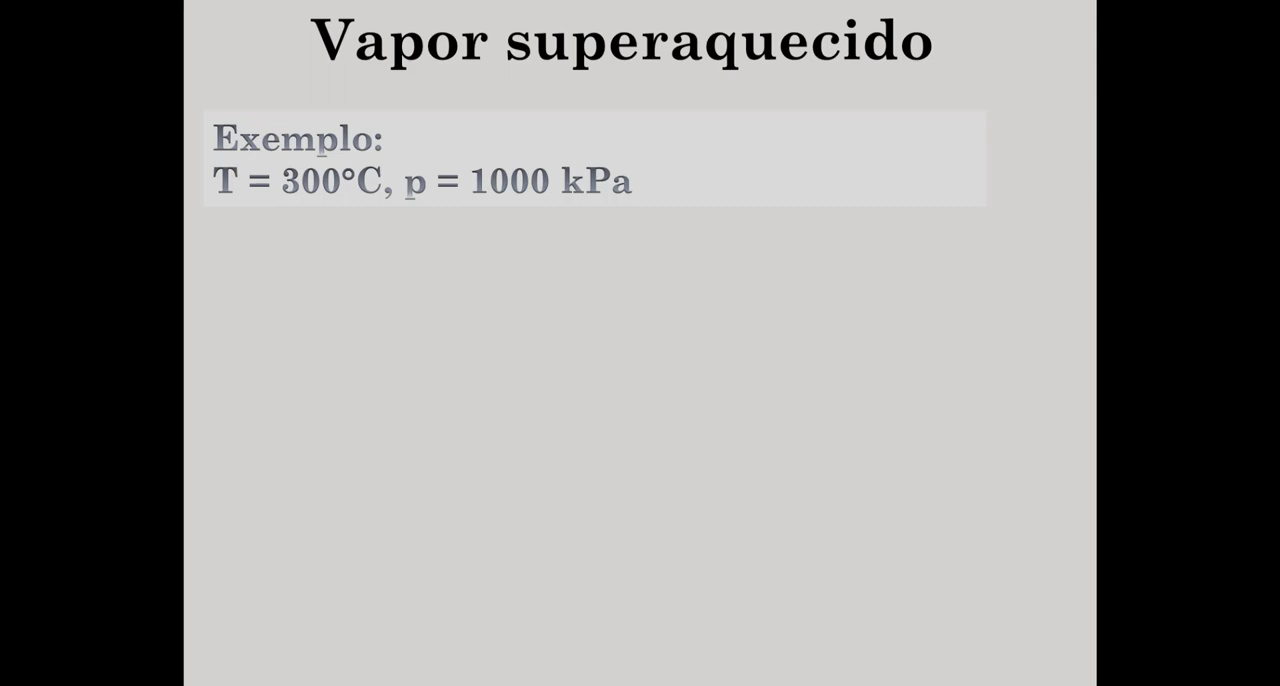 Vapor superaquecido
Exemplo:
T = 300°C, p = 1000 kPa